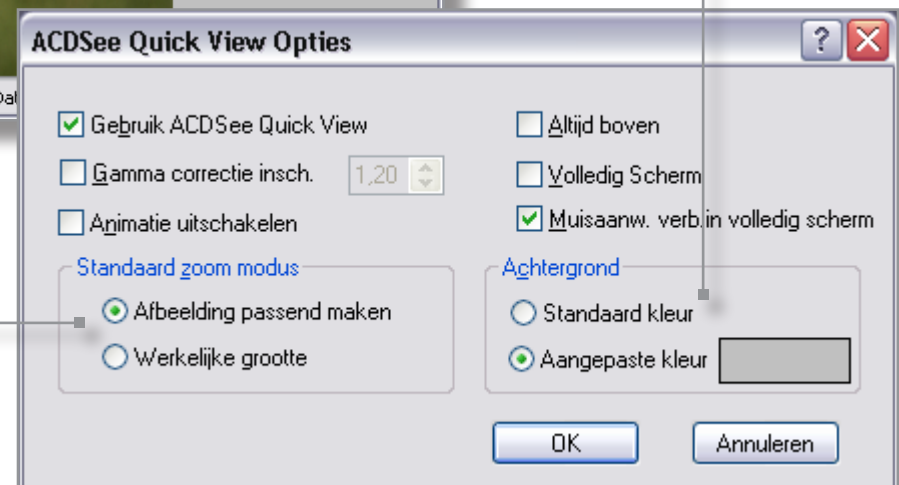 ACDSee Quick View Opties
Dat
Gebruik ACDSee Quick View
Altijd boven
Gamma correctie insch.
1,20
Volledig Scherm
Animatie uitschakelen
Muisaanw. verb.in volledig scherm
Standaard zoom modus
Achtergrond
Afbeelding passend maken
Standaard kleur
Werkelijke grootte
Aangepaste kleur
OK
Annuleren